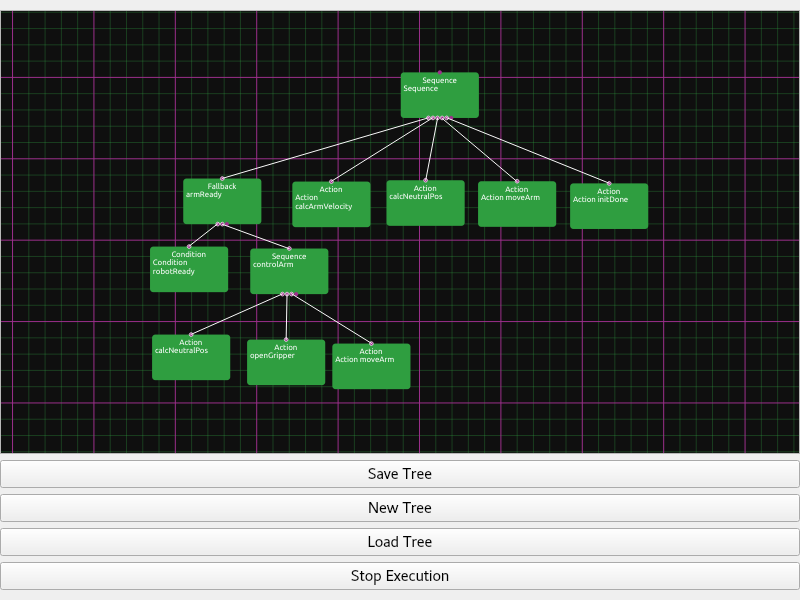 Sequence
Sequence
Fallback
armReady
Action
Action
calcArmVelocity
Action
calcNeutralPos
Action
Action moveArm
Action
Action initDone
Condition
Condition
robotReady
Sequence
controlArm
Action
calcNeutralPos
Action
openGripper
Action
Action moveArm
Save Tree
New Tree
Load Tree
Stop Execution